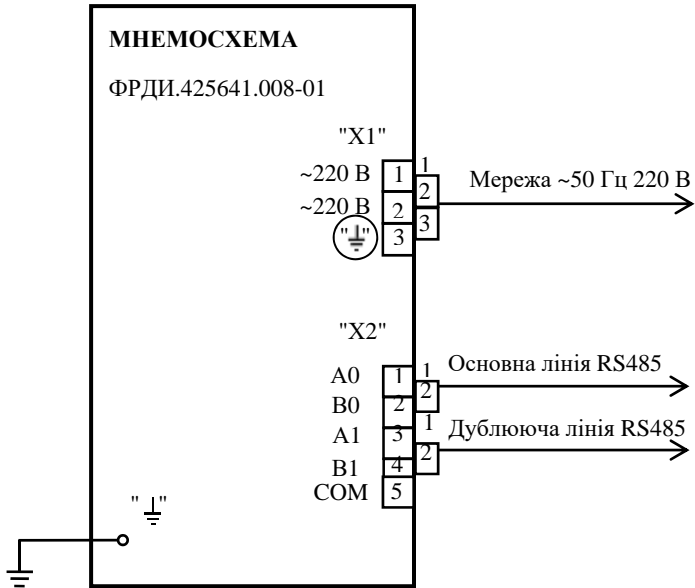 МНЕМОСХЕМА
ФРДИ.425641.008-01
"X1"
~220 В 1 1
2 Мережа ~50 Гц 220 В
~220 В 2
3
"⏚" 3
"X2"
A0 1 1 Основна лінія RS485
2
B0 2
1 Дублююча лінія RS485
A1 3
2
B1 4
COM 5
"⏚"